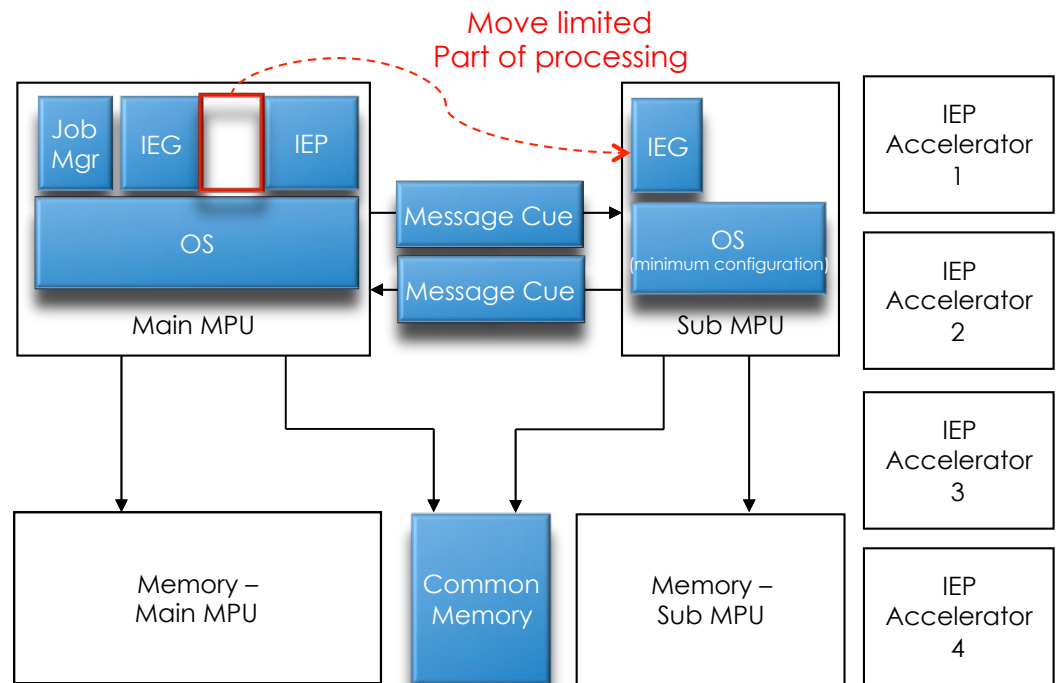 Move limited
Part of processing
Job
Mgr
IEG
IEP
OS
Main MPU
Message Cue
Message Cue
IEG
OS
(minimum configuration)
Sub MPU
IEP
Accelerator
1
IEP
Accelerator
2
IEP
Accelerator
3
IEP
Accelerator
4
Memory –
Main MPU
Common
Memory
Memory –
Sub MPU